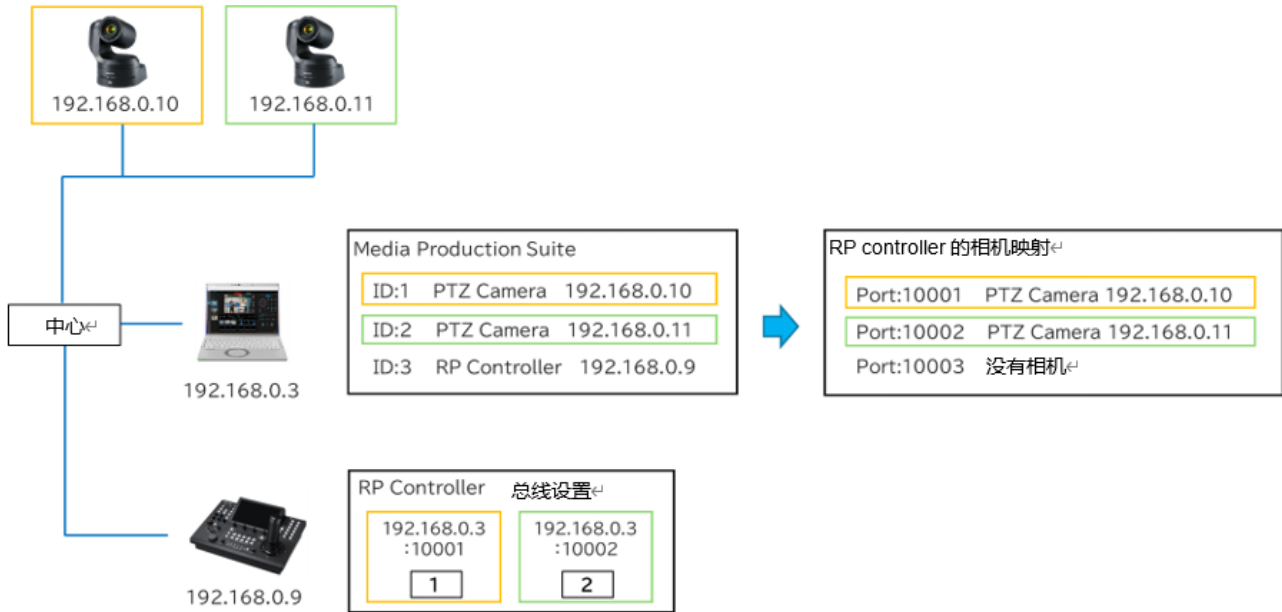 192.168.0.10
192.168.0.11
中心↵
192.168.0.3
Media Production Suite
ID:1 PTZ Camera 192.168.0.10
ID:2 PTZ Camera 192.168.0.11
ID:3 RP Controller 192.168.0.9
RP controller 的相机映射↵
Port:10001 PTZ Camera 192.168.0.10
Port:10002 PTZ Camera 192.168.0.11
Port:10003 没有相机↵
192.168.0.9
RP Controller 总线设置↵
192.168.0.3
:10001
1
192.168.0.3
:10002
2